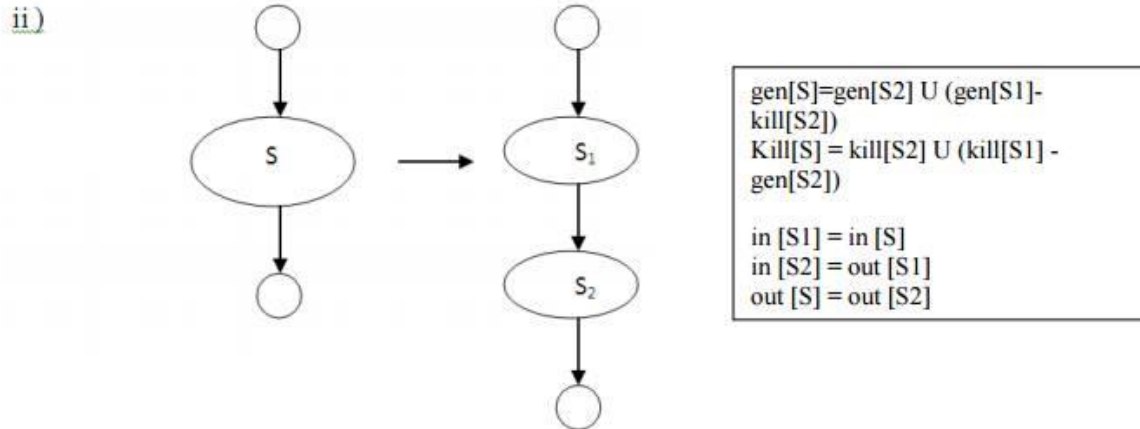 ii )
S
S₁
S₂
gen[S]=gen[S2] U (gen[S1]-
kill[S2])
Kill[S] = kill[S2] U (kill[S1] -
gen[S2])
in [S1] = in [S]
in [S2] = out [S1]
out [S] = out [S2]